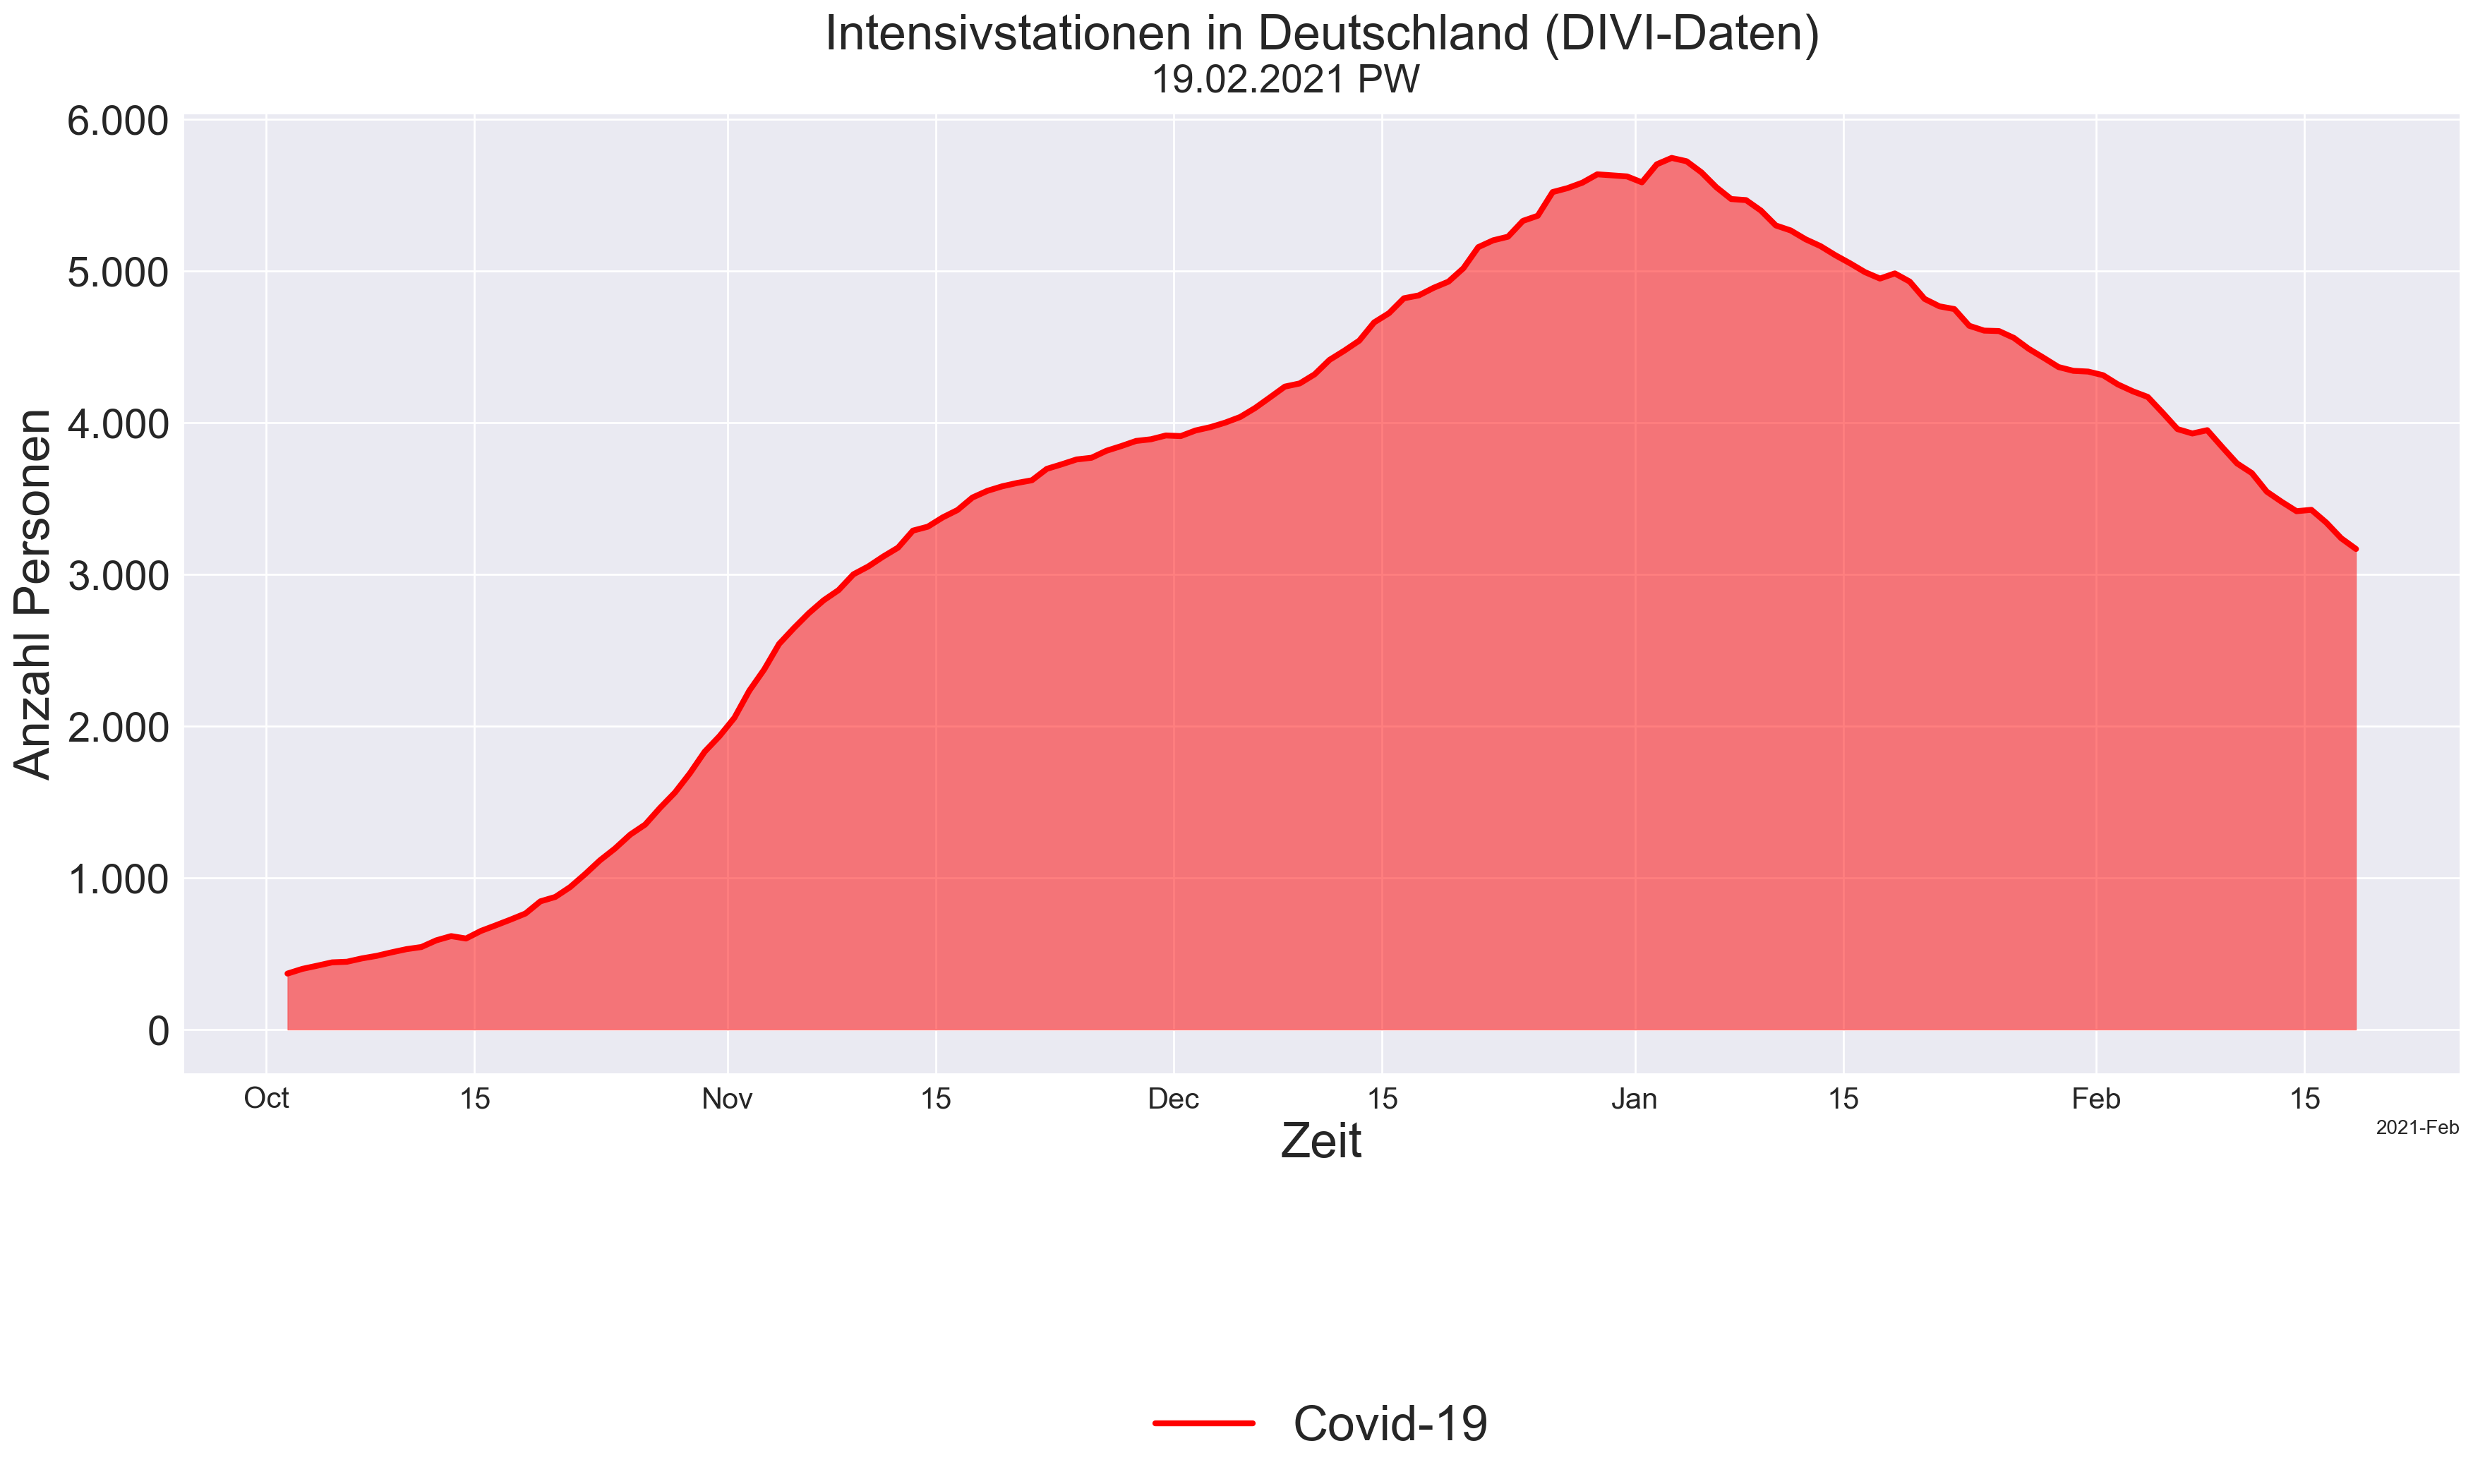 Intensivstationen in Deutschland (DIVI-Daten)
19.02.2021 PW
6.000
5.000
4.000
3.000
2.000
1.000
0
Anzahl Personen
Oct 15 Nov 15 Dec 15 Jan 15 Feb 15
Zeit
2021-Feb
Covid-19